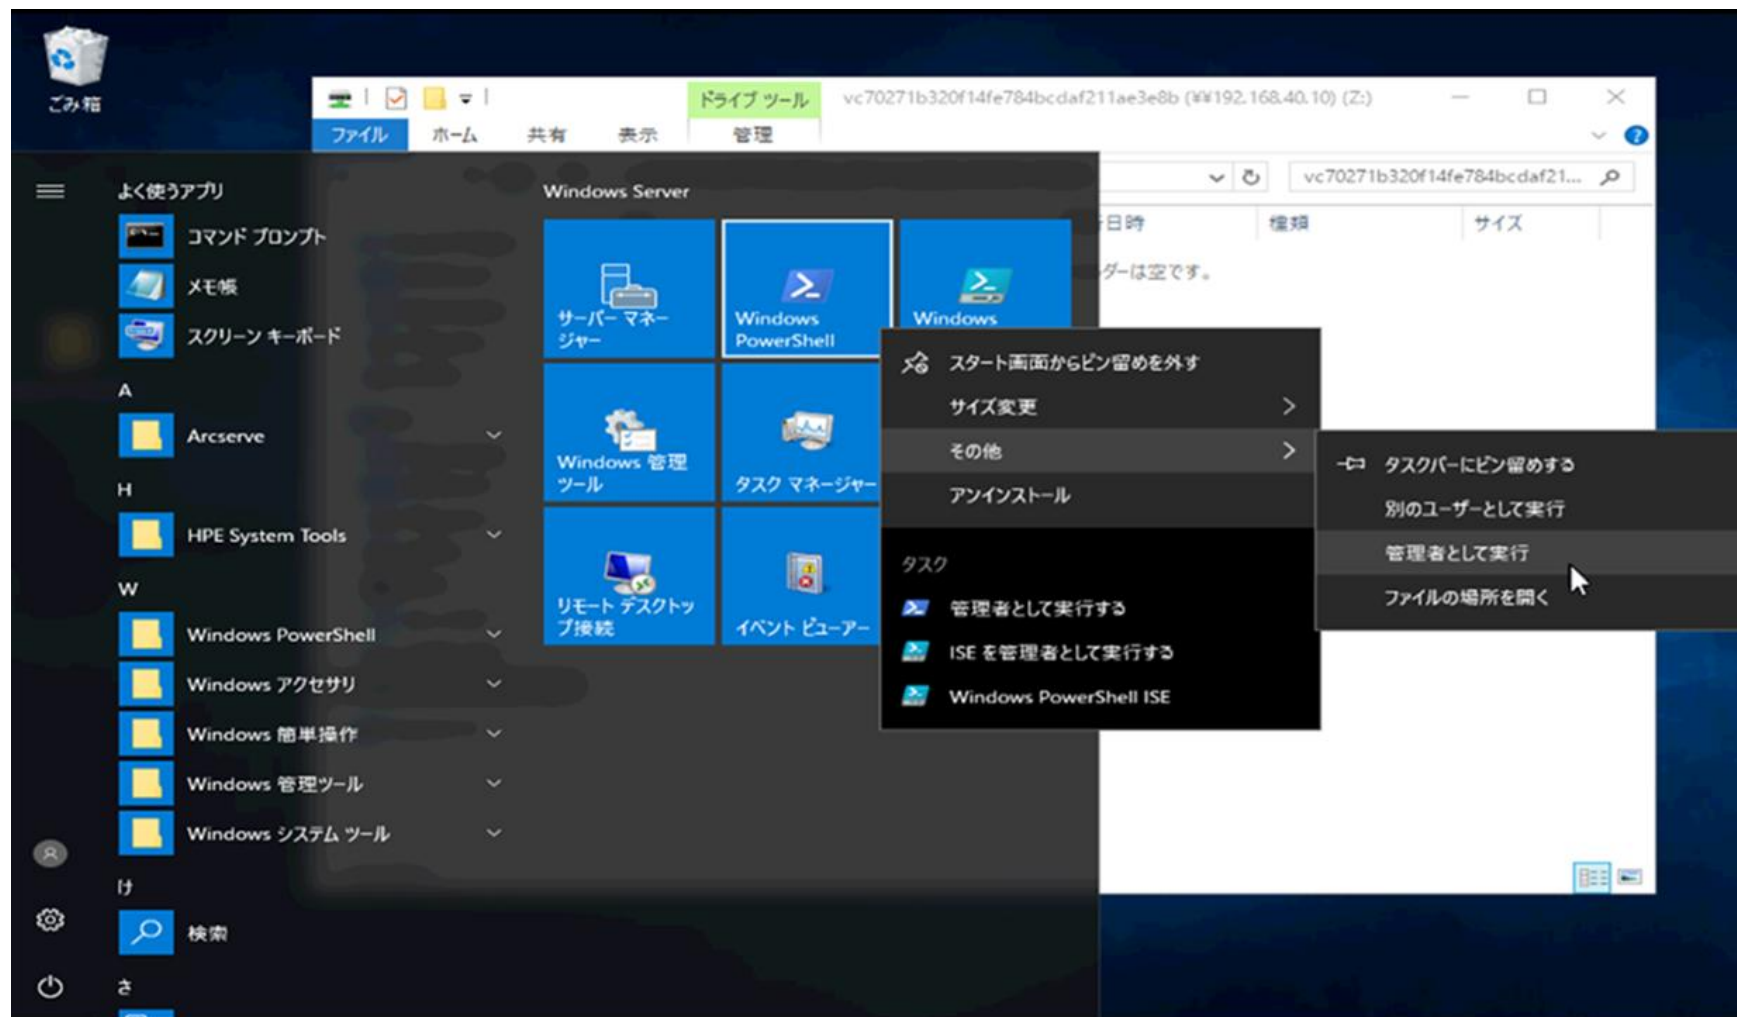 ごみ箱
ドライブ ツール
vc70271b320f14fe784bcdaf211ae3e8b (¥¥192.168.40.10) (Z:)
ファイル
ホーム
共有
表示
管理
vc70271b320f14fe784bcdaf21...
日時
種類
サイズ
ダーは空です。
よく使うアプリ
コマンド プロンプト
メモ帳
スクリーン キーボード
A
Arcserve
H
HPE System Tools
W
Windows PowerShell
Windows アクセサリ
Windows 簡単操作
Windows 管理ツール
Windows システム ツール
け
検索
さ
Windows Server
サーバー マネー
ジャー
Windows
PowerShell
Windows
Windows 管理
ツール
タスク マネージャー
リモート デスクトッ
プ接続
イベント ビューアー
スタート画面からピン留めを外す
サイズ変更
その他
アンインストール
タスク
管理者として実行する
ISE を管理者として実行する
Windows PowerShell ISE
タスクバーにピン留めする
別のユーザーとして実行
管理者として実行
ファイルの場所を開く